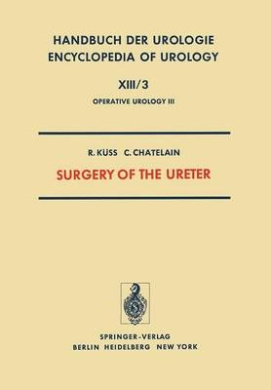 HANDBUCH DER UROLOGIE
ENCYCLOPEDIA OF UROLOGY
XIII/3
OPERATIVE UROLOGY III
R. KÜSS C. CHATELAIN
SURGERY OF THE URETER
SPRINGER-VERLAG
BERLIN HEIDELBERG NEW YORK